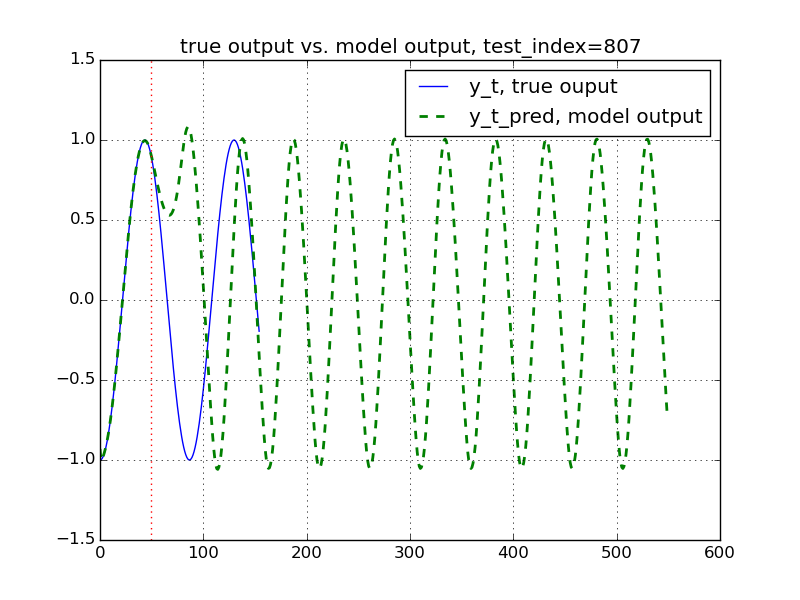 true output vs. model output, test_index=807
y_t, true ouput
y_t_pred, model output
1.5
1.0
0.5
0.0
−0.5
−1.0
−1.5
0 100 200 300 400 500 600